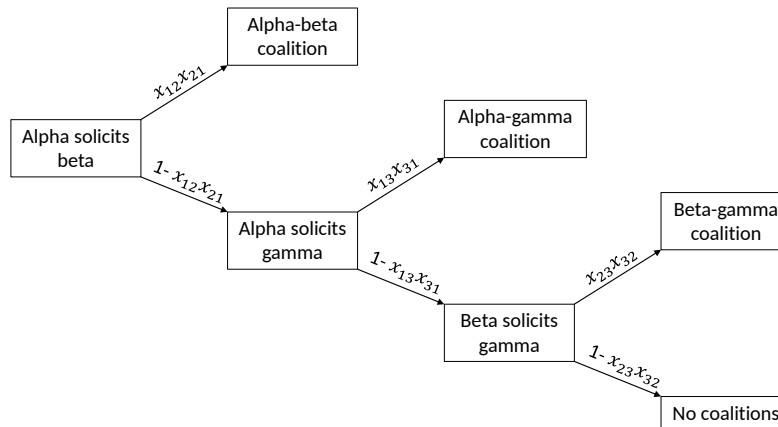 Alpha-beta
coalition
x₁₂x₂₁
Alpha solicits
beta
1- x₁₂x₂₁
Alpha-gamma
coalition
x₁₃x₃₁
Alpha solicits
gamma
1- x₁₃x₃₁
Beta-gamma
coalition
x₂₃x₃₂
Beta solicits
gamma
1- x₂₃x₃₂
No coalitions